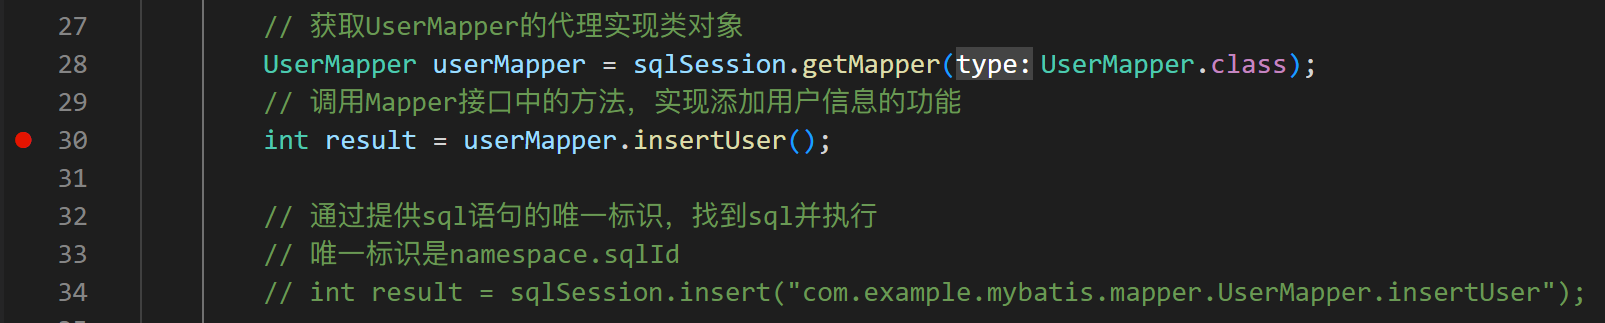 27 // 获取UserMapper的代理实现类对象
28 UserMapper userMapper = sqlSession.getMapper(type: UserMapper.class);
29 // 调用Mapper接口中的方法，实现添加用户信息的功能
30 int result = userMapper.insertUser();
31
32 // 通过提供sql语句的唯一标识，找到sql并执行
33 // 唯一标识是namespace.sqlId
34 // int result = sqlSession.insert("com.example.mybatis.mapper.UserMapper.insertUser");